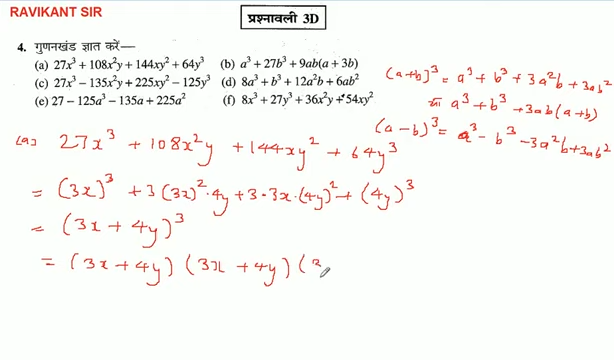 RAVIKANT SIR
प्रश्नावली 3D
4. गुणनखंड ज्ञात करें—
(a) 27x³ + 108x²y + 144xy² + 64y³ (b) a³ + 27b³ + 9ab(a + 3b)
(c) 27x³ − 135x²y + 225xy² − 125y³ (d) 8a³ + b³ + 12a²b + 6ab²
(e) 27 − 125a³ − 135a + 225a² (f) 8x³ + 27y³ + 36x²y + 54xy²
(a+b)³ = a³ + b³ + 3a²b + 3ab²
या a³ + b³ + 3ab(a+b)
(a−b)³ = a³ − b³ − 3a²b + 3ab²
(a) 27x³ + 108x²y + 144xy² + 64y³
= (3x)³ + 3(3x)²·4y + 3·3x·(4y)² + (4y)³
= (3x + 4y)³
= (3x + 4y) (3x + 4y) (3